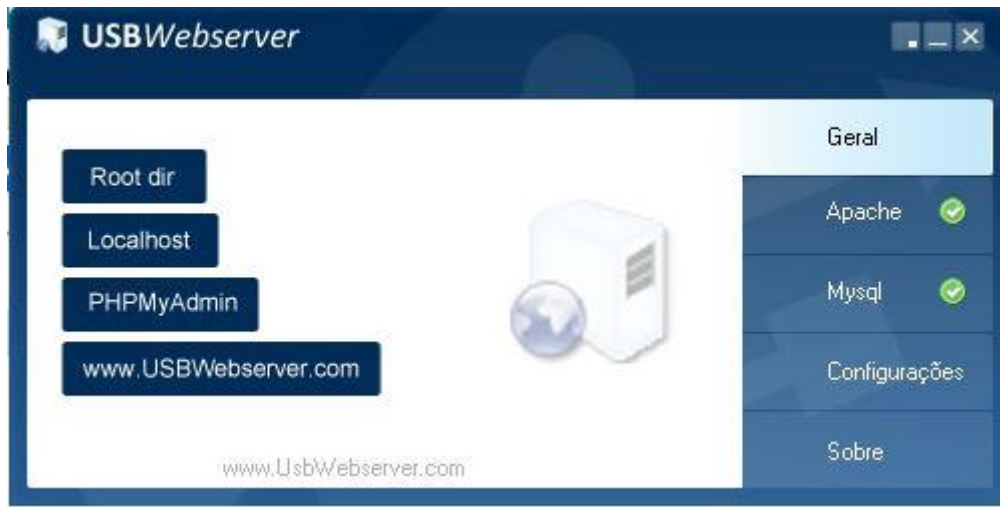 USBWebserver
Root dir
Localhost
PHPMyAdmin
www.USBWebserver.com
www.UsbWebserver.com
Geral
Apache
Mysql
Configurações
Sobre